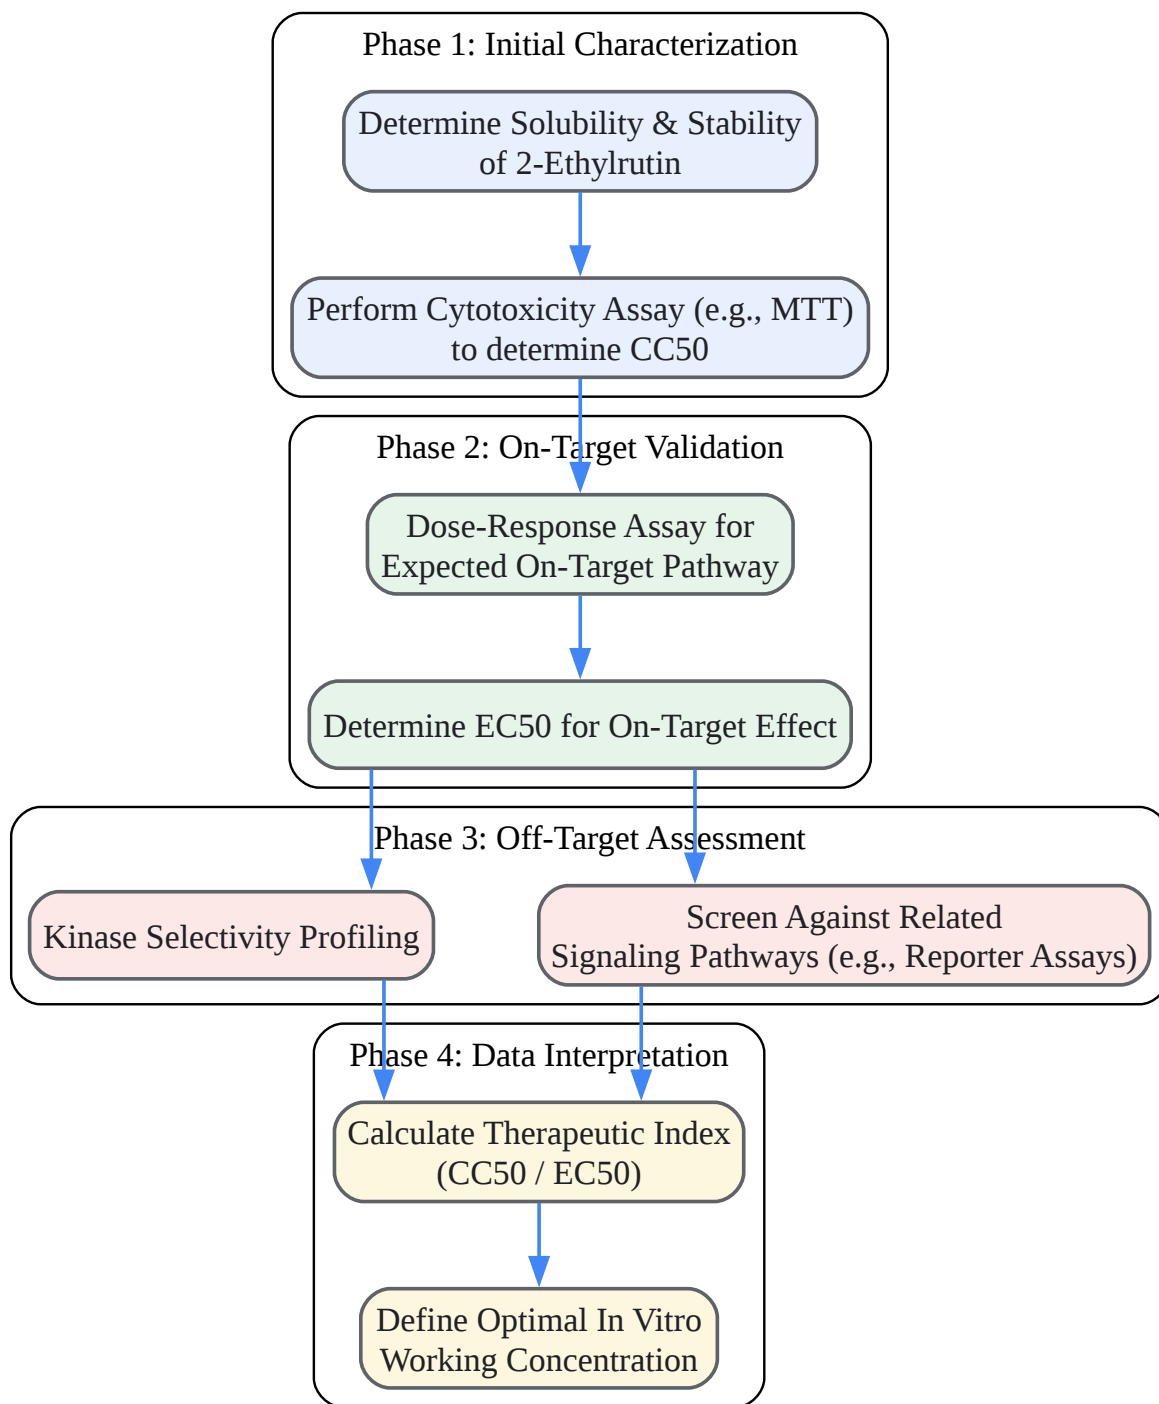 Phase 1: Initial Characterization
Determine Solubility & Stability
of 2-Ethylrutin
Perform Cytotoxicity Assay (e.g., MTT)
to determine CC50
Phase 2: On-Target Validation
Dose-Response Assay for
Expected On-Target Pathway
Determine EC50 for On-Target Effect
Phase 3: Off-Target Assessment
Kinase Selectivity Profiling
Screen Against Related
Signaling Pathways (e.g., Reporter Assays)
Phase 4: Data Interpretation
Calculate Therapeutic Index
(CC50 / EC50)
Define Optimal In Vitro
Working Concentration